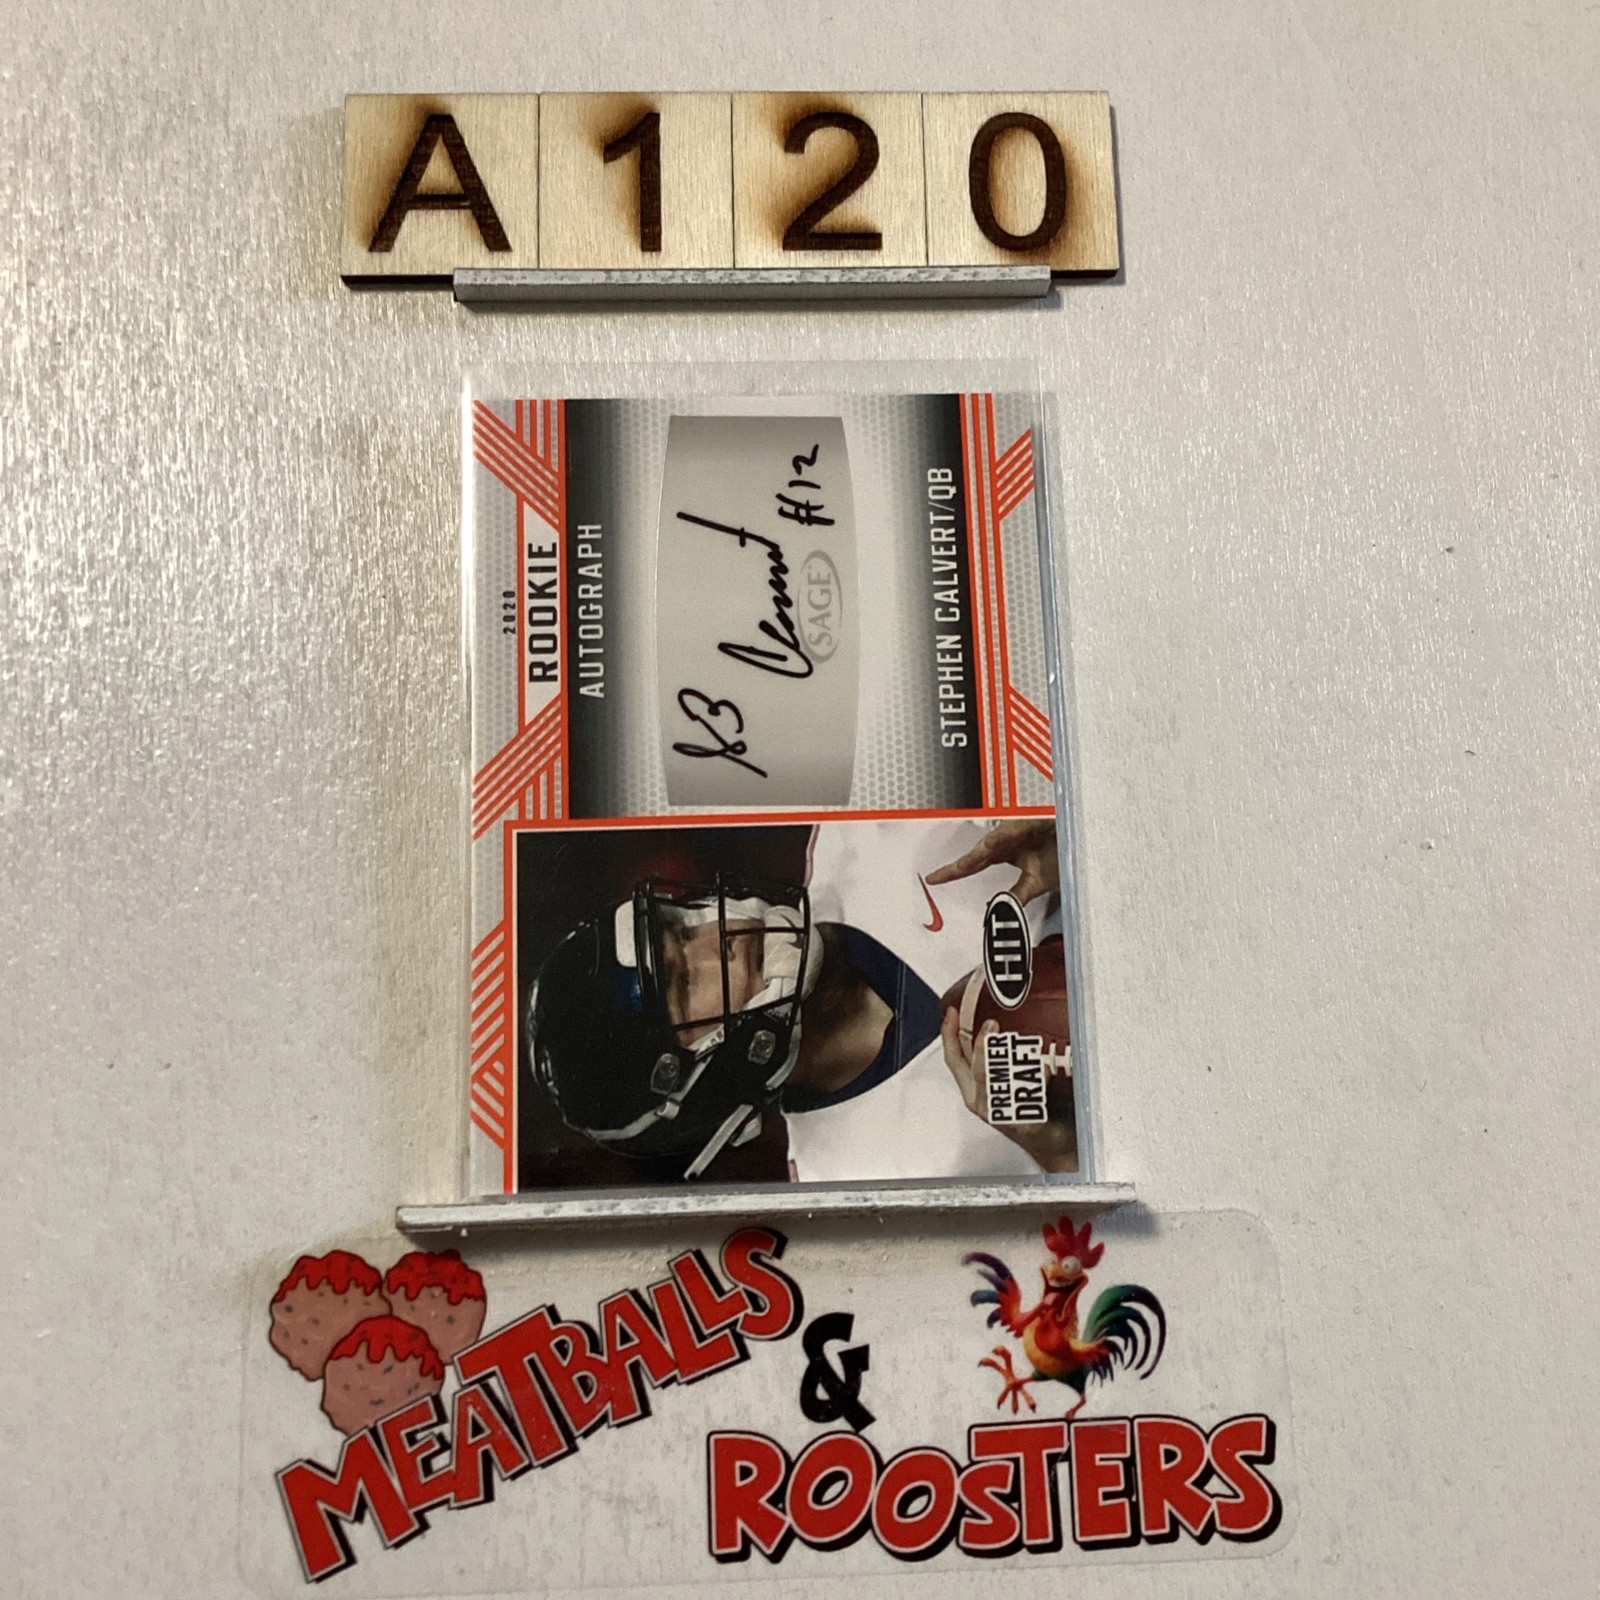 A120
2020
ROOKIE
AUTOGRAPH
#12
SAGE
STEPHEN CALVERT/QB
HIT
PREMIER
DRAFT
MEATBALLS
&
ROOSTERS